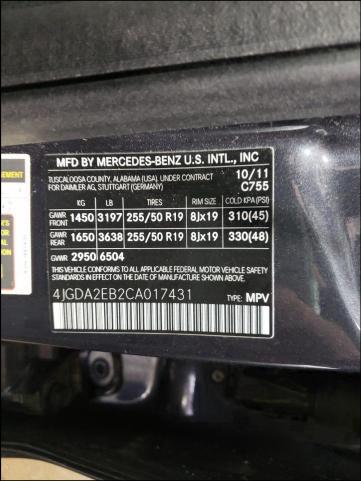 MFD BY MERCEDES-BENZ U.S. INTL., INC
TUSCALOOSA COUNTY, ALABAMA (USA), UNDER CONTRACT 10/11
FOR DAIMLER AG, STUTTGART (GERMANY) C755
KG LB TIRES RIM SIZE COLD KPA (PSI)
GAWR FRONT 1450 3197 255/50 R19 8Jx19 310(45)
GAWR REAR 1650 3638 255/50 R19 8Jx19 330(48)
GVWR 2950 6504
THIS VEHICLE CONFORMS TO ALL APPLICABLE FEDERAL MOTOR VEHICLE SAFETY
STANDARDS IN EFFECT ON THE DATE OF MANUFACTURE SHOWN ABOVE.
4JGDA2EB2CA017431 TYPE: MPV